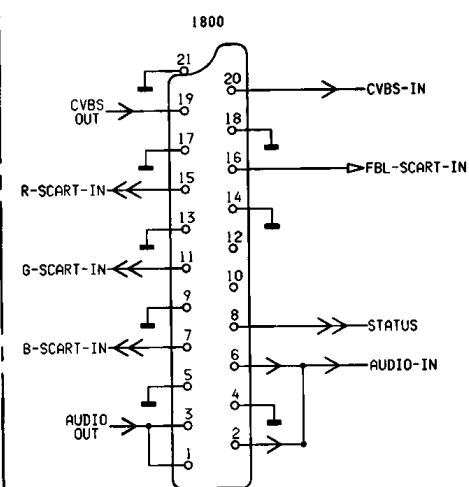 1800
21
20
CVBS-IN
CVBS
OUT
19
18
17
16
FBL-SCART-IN
R-SCART-IN
15
14
13
12
G-SCART-IN
11
10
9
8
STATUS
B-SCART-IN
7
6
AUDIO-IN
5
4
AUDIO
OUT
3
2
1